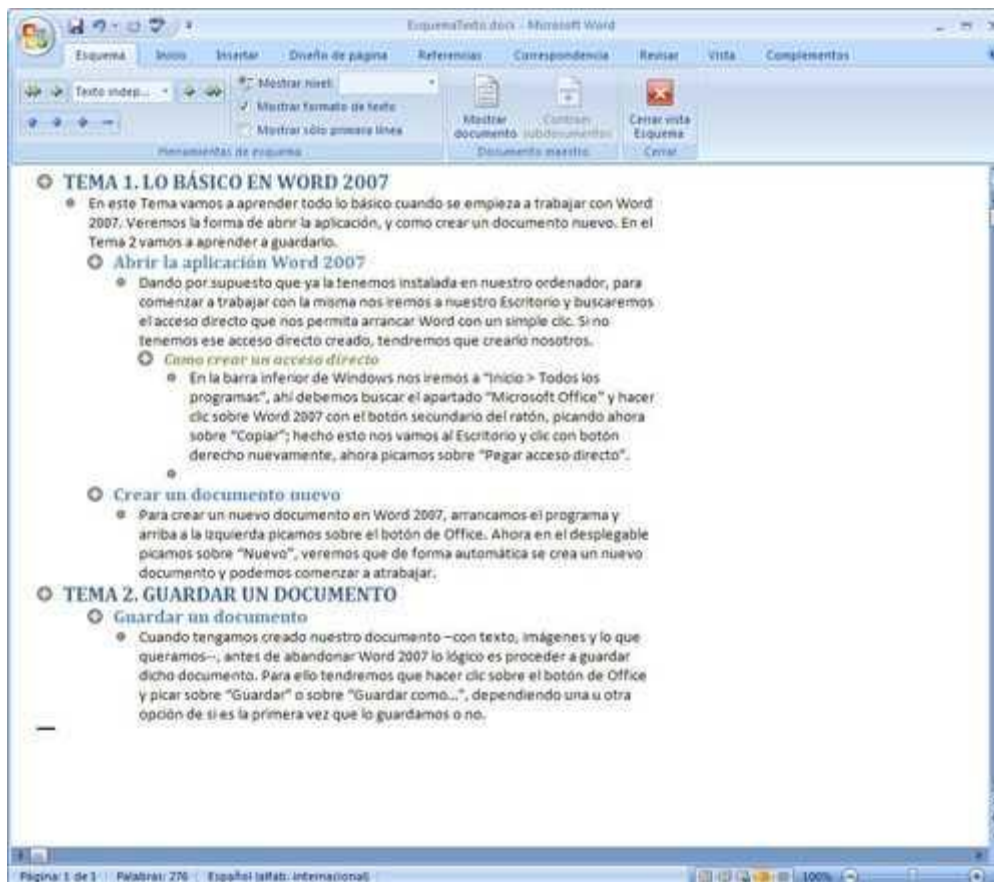 EsquemaTexto.docx - Microsoft Word
Esquema Inicio Insertar Diseño de página Referencias Correspondencia Revisar Vista Complementos
Texto indep... Mostrar nivel:
Mostrar formato de texto
Mostrar sólo primera línea
Mostrar documento Contraer subdocumentos Cerrar vista Esquema
Herramientas de esquema Documento maestro Cerrar
TEMA 1. LO BÁSICO EN WORD 2007
En este Tema vamos a aprender todo lo básico cuando se empieza a trabajar con Word
2007. Veremos la forma de abrir la aplicación, y como crear un documento nuevo. En el
Tema 2 vamos a aprender a guardarlo.
Abrir la aplicación Word 2007
Dando por supuesto que ya la tenemos instalada en nuestro ordenador, para
comenzar a trabajar con la misma nos iremos a nuestro Escritorio y buscaremos
el acceso directo que nos permita arrancar Word con un simple clic. Si no
tenemos ese acceso directo creado, tendremos que crearlo nosotros.
Como crear un acceso directo
En la barra inferior de Windows nos iremos a "Inicio > Todos los
programas", ahí debemos buscar el apartado "Microsoft Office" y hacer
clic sobre Word 2007 con el botón secundario del ratón, picando ahora
sobre "Copiar"; hecho esto nos vamos al Escritorio y clic con botón
derecho nuevamente, ahora picamos sobre "Pegar acceso directo".
Crear un documento nuevo
Para crear un nuevo documento en Word 2007, arrancamos el programa y
arriba a la izquierda picamos sobre el botón de Office. Ahora en el desplegable
picamos sobre "Nuevo", veremos que de forma automática se crea un nuevo
documento y podemos comenzar a atrabajar.
TEMA 2. GUARDAR UN DOCUMENTO
Guardar un documento
Cuando tengamos creado nuestro documento –con texto, imágenes y lo que
queramos--, antes de abandonar Word 2007 lo lógico es proceder a guardar
dicho documento. Para ello tendremos que hacer clic sobre el botón de Office
y picar sobre "Guardar" o sobre "Guardar como...", dependiendo una u otra
opción de si es la primera vez que lo guardamos o no.
Página: 1 de 1 Palabras: 276 Español (alfab. internacional) 100%